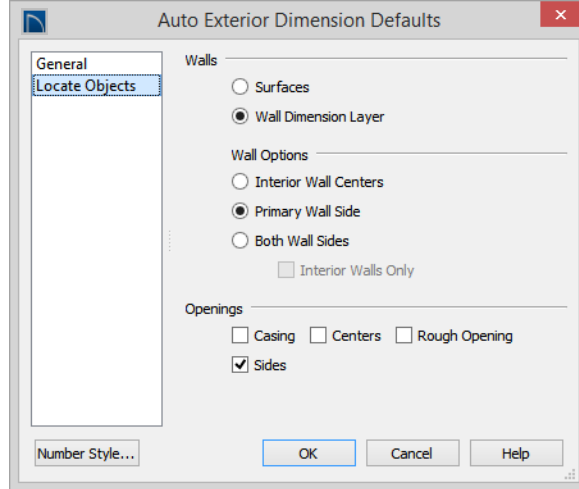 Auto Exterior Dimension Defaults
General
Locate Objects
Walls
Surfaces
Wall Dimension Layer
Wall Options
Interior Wall Centers
Primary Wall Side
Both Wall Sides
Interior Walls Only
Openings
Casing Centers Rough Opening
Sides
Number Style... OK Cancel Help